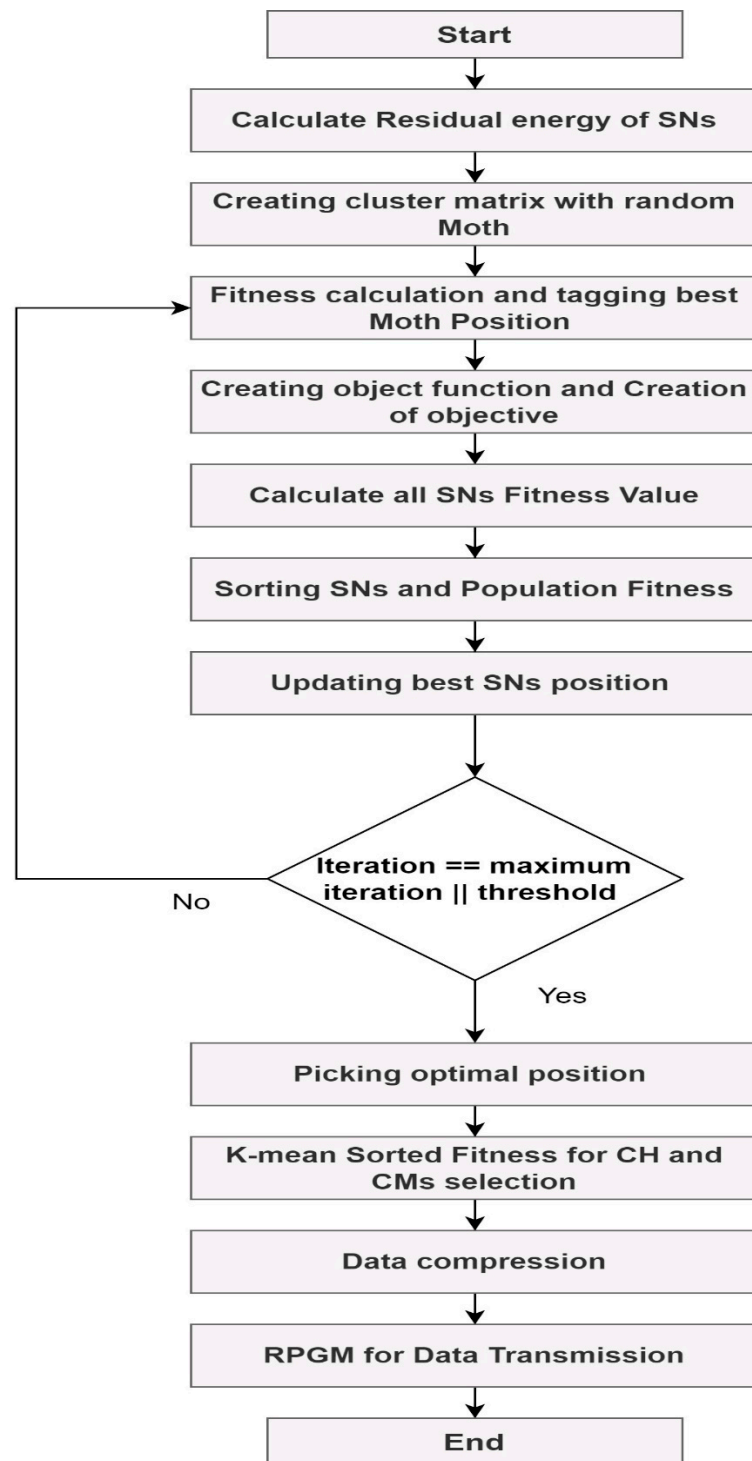 Start
Calculate Residual energy of SNs
Creating cluster matrix with random
Moth
Fitness calculation and tagging best
Moth Position
Creating object function and Creation
of objective
Calculate all SNs Fitness Value
Sorting SNs and Population Fitness
Updating best SNs position
Iteration == maximum
iteration || threshold
No
Yes
Picking optimal position
K-mean Sorted Fitness for CH and
CMs selection
Data compression
RPGM for Data Transmission
End